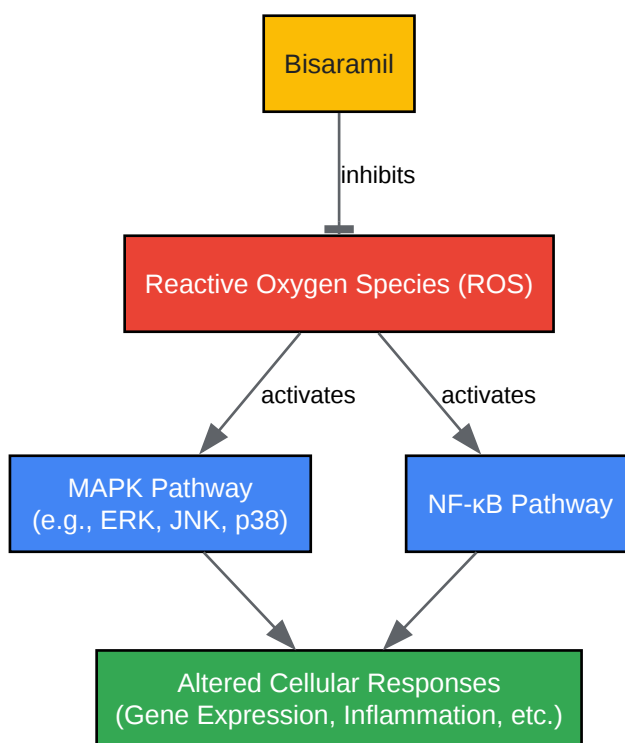 Bisaramil
inhibits
Reactive Oxygen Species (ROS)
activates
activates
MAPK Pathway
(e.g., ERK, JNK, p38)
NF-κB Pathway
Altered Cellular Responses
(Gene Expression, Inflammation, etc.)